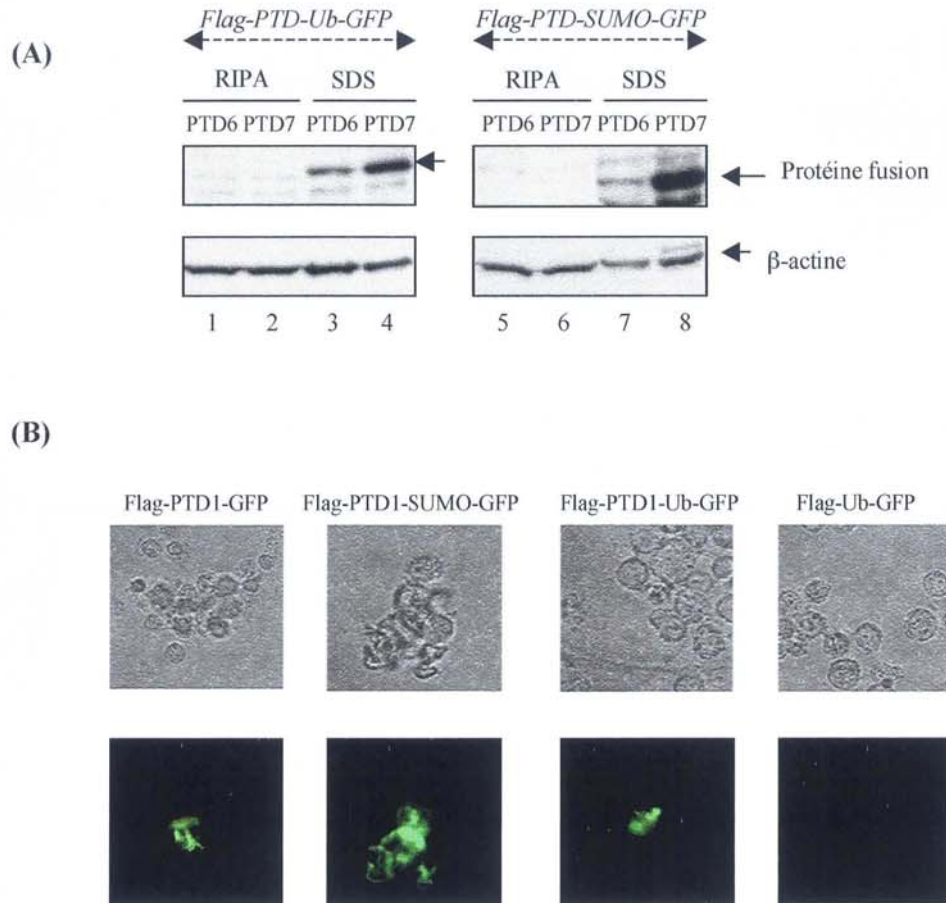 (A)
Flag-PTD-Ub-GFP Flag-PTD-SUMO-GFP
RIPA SDS RIPA SDS
PTD6 PTD7 PTD6 PTD7 PTD6 PTD7 PTD6 PTD7
Protéine fusion
β-actine
1 2 3 4 5 6 7 8
(B)
Flag-PTD1-GFP Flag-PTD1-SUMO-GFP Flag-PTD1-Ub-GFP Flag-Ub-GFP